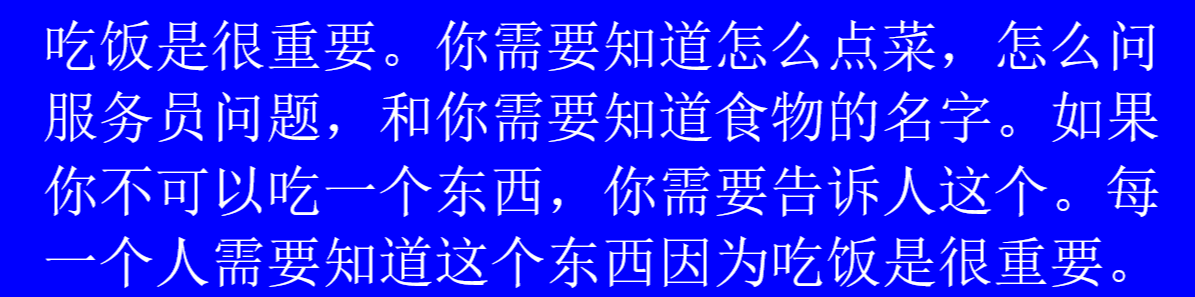 吃饭是很重要。你需要知道怎么点菜，怎么问
服务员问题，和你需要知道食物的名字。如果
你不可以吃一个东西，你需要告诉人这个。每
一个人需要知道这个东西因为吃饭是很重要。